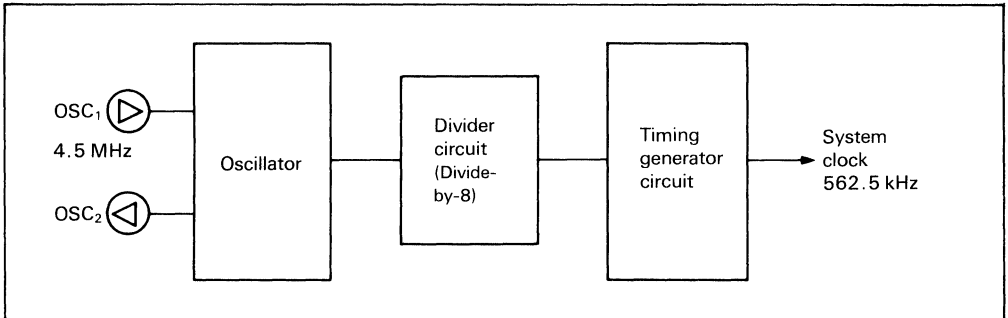 OSC₁
4.5 MHz
OSC₂
Oscillator
Divider
circuit
(Divide-
by-8)
Timing
generator
circuit
System
clock
562.5 kHz